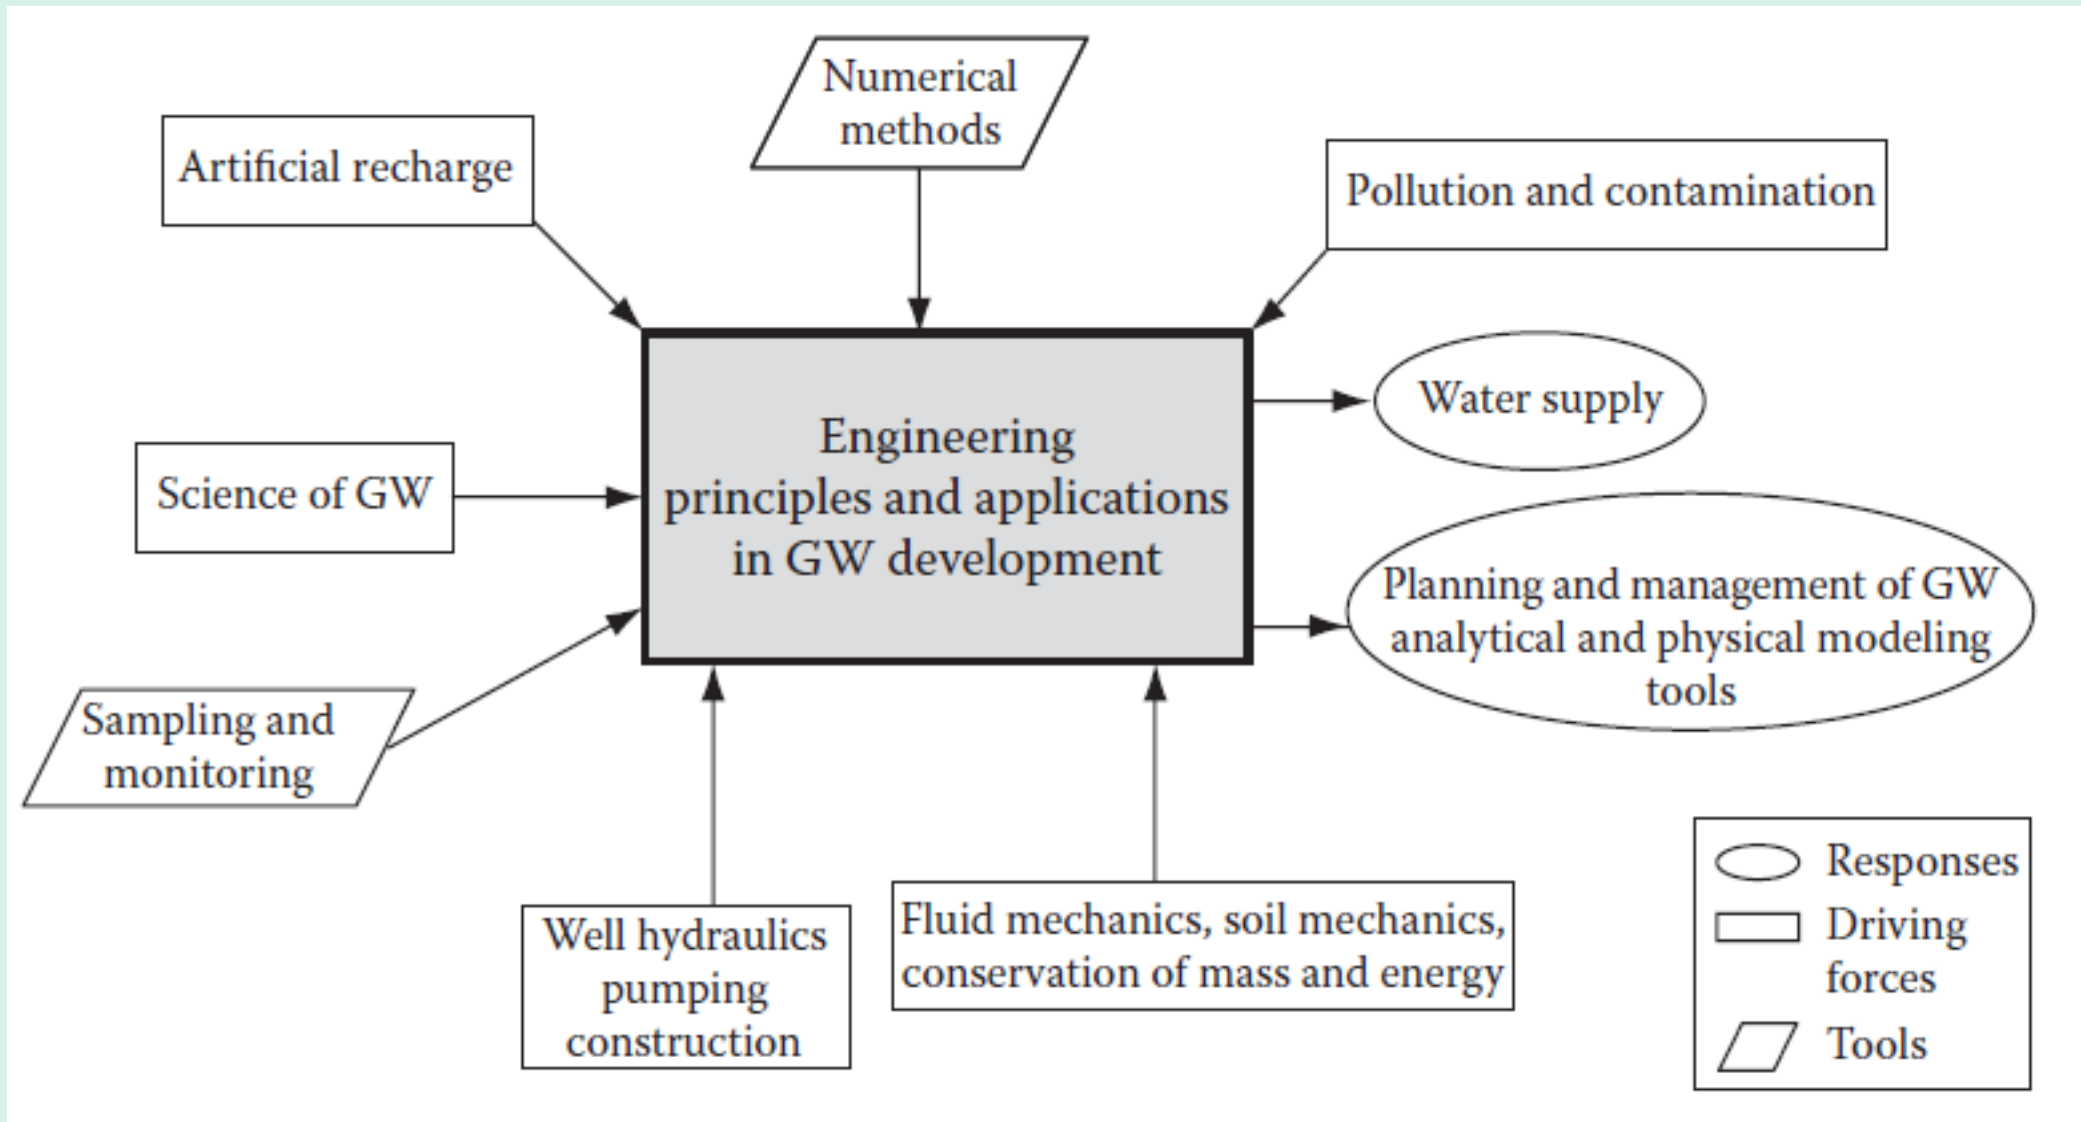 Numerical
methods
Artificial recharge
Pollution and contamination
Engineering
principles and applications
in GW development
Water supply
Science of GW
Planning and management of GW
analytical and physical modeling
tools
Sampling and
monitoring
Well hydraulics
pumping
construction
Fluid mechanics, soil mechanics,
conservation of mass and energy
Responses
Driving
forces
Tools